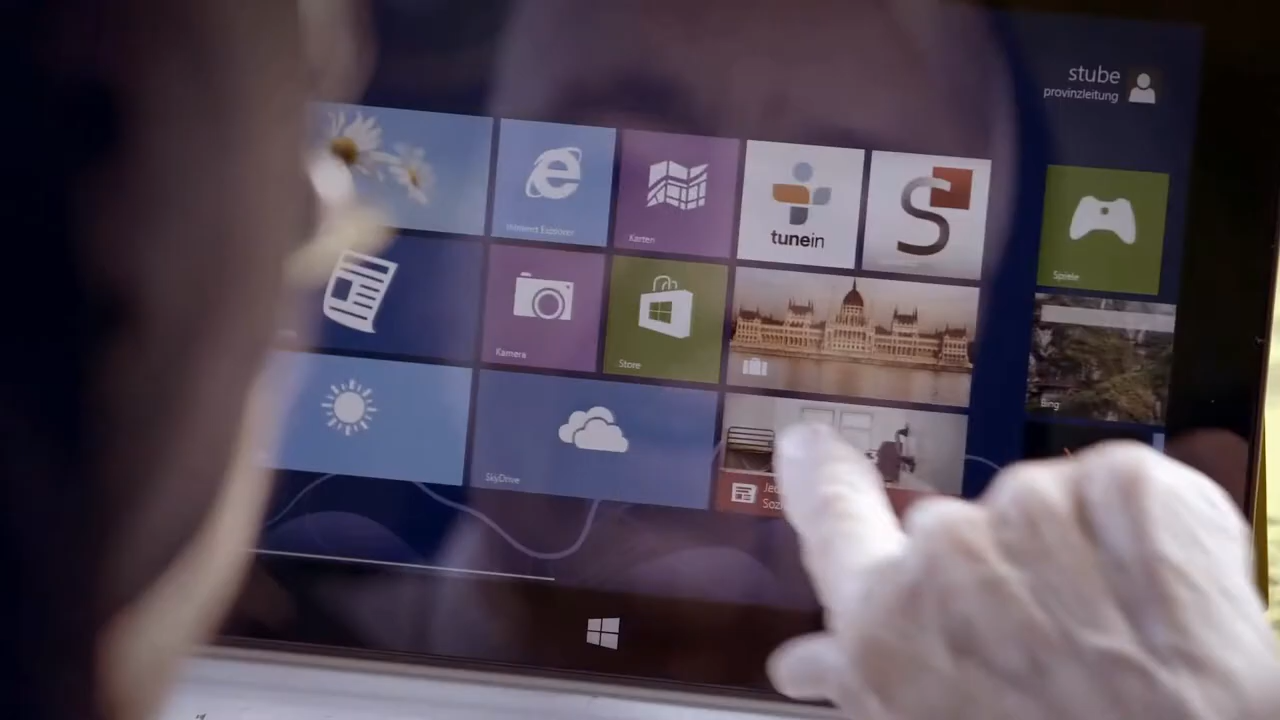 stube
provinzleitung
Internet Explorer
Karten
tunein
S
Spiele
Kamera
Store
Bing
SkyDrive